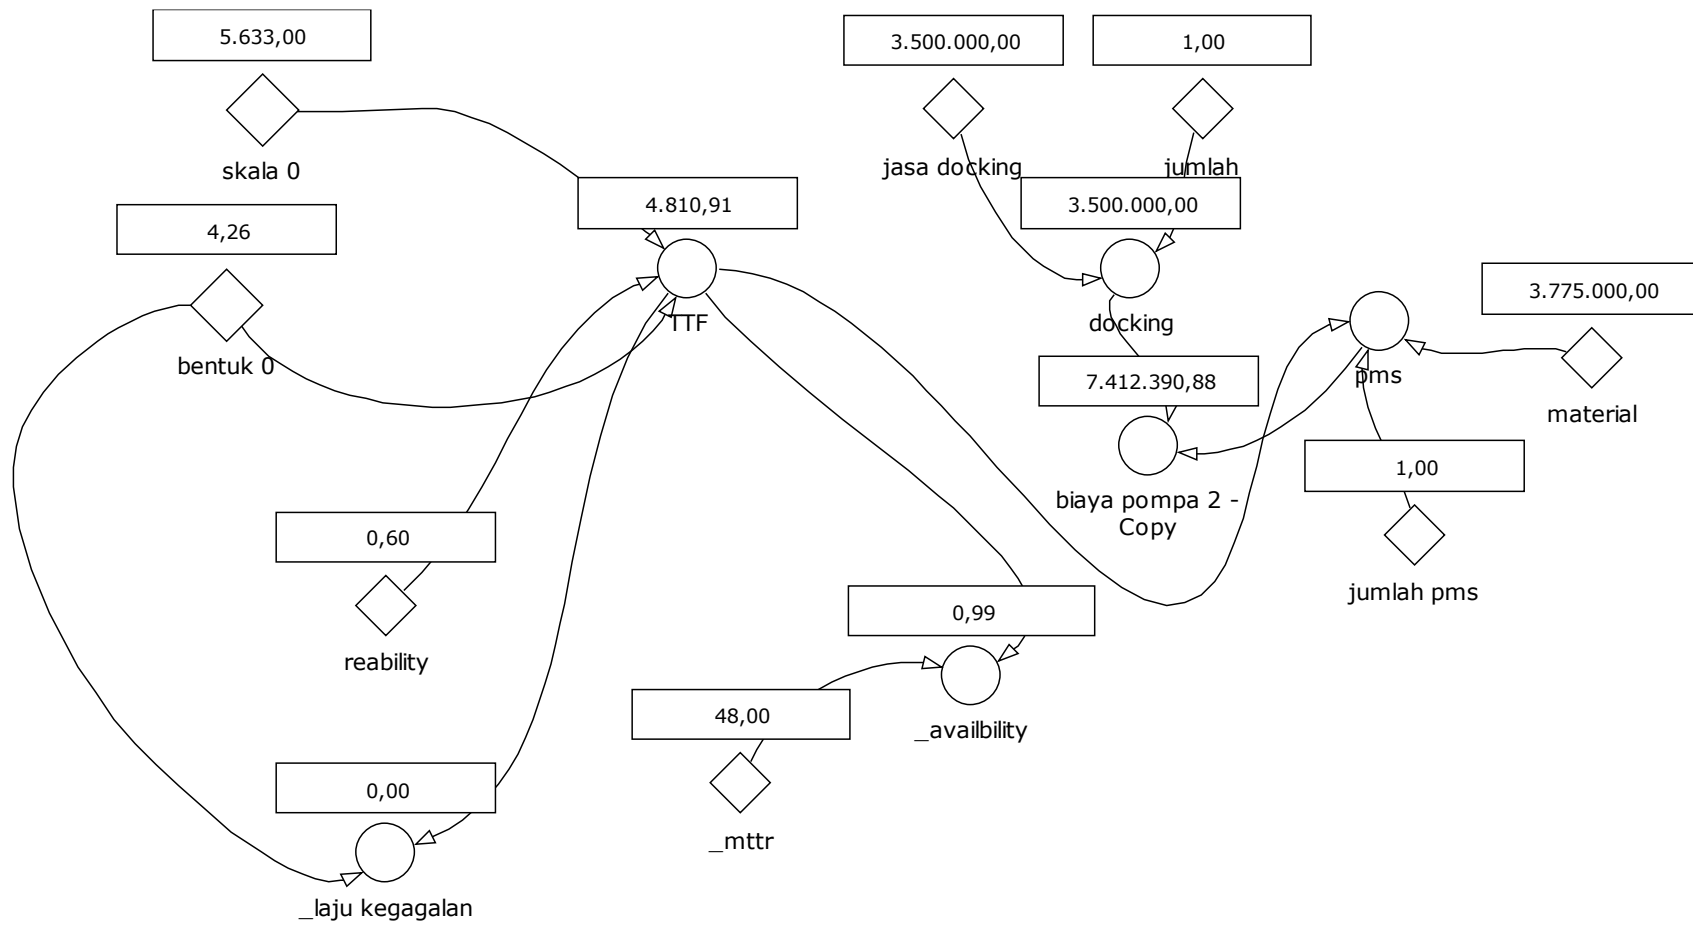 5.633,00
skala 0
4,26
bentuk 0
4.810,91
TTF
0,60
reability
0,00
_laju kegagalan
48,00
_mttr
0,99
_availbility
3.500.000,00
jasa docking
1,00
jumlah
3.500.000,00
docking
7.412.390,88
biaya pompa 2 -
Copy
pms
3.775.000,00
material
1,00
jumlah pms